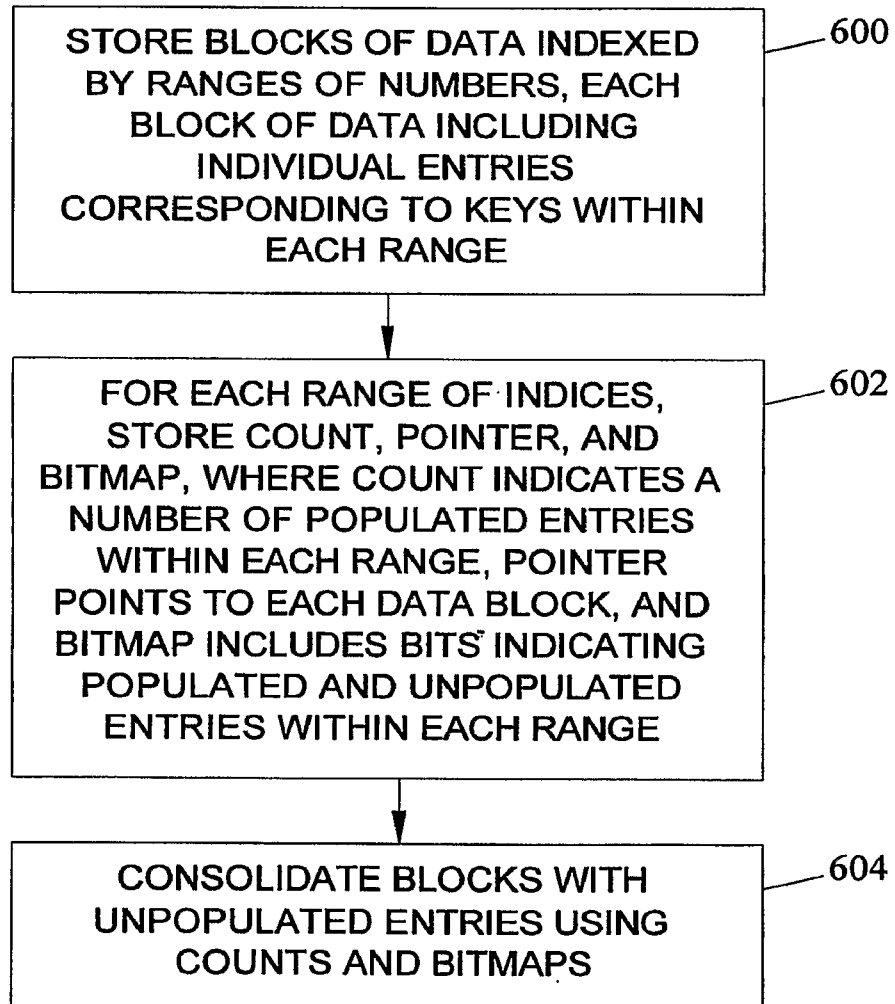 STORE BLOCKS OF DATA INDEXED
BY RANGES OF NUMBERS, EACH
BLOCK OF DATA INCLUDING
INDIVIDUAL ENTRIES
CORRESPONDING TO KEYS WITHIN
EACH RANGE
600
FOR EACH RANGE OF INDICES,
STORE COUNT, POINTER, AND
BITMAP, WHERE COUNT INDICATES A
NUMBER OF POPULATED ENTRIES
WITHIN EACH RANGE, POINTER
POINTS TO EACH DATA BLOCK, AND
BITMAP INCLUDES BITS INDICATING
POPULATED AND UNPOPULATED
ENTRIES WITHIN EACH RANGE
602
CONSOLIDATE BLOCKS WITH
UNPOPULATED ENTRIES USING
COUNTS AND BITMAPS
604